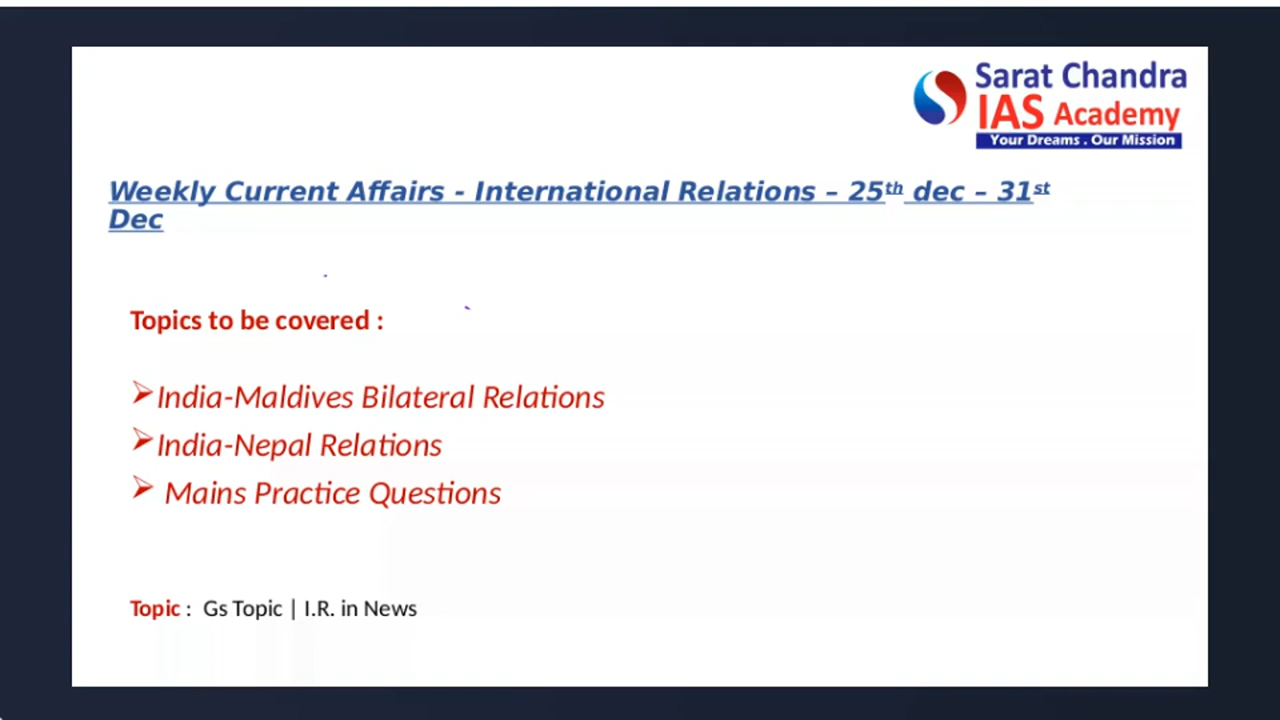 Sarat Chandra
IAS Academy
Your Dreams . Our Mission
Weekly Current Affairs - International Relations – 25th dec – 31st
Dec
Topics to be covered :
➢India-Maldives Bilateral Relations
➢India-Nepal Relations
➢ Mains Practice Questions
Topic : Gs Topic | I.R. in News